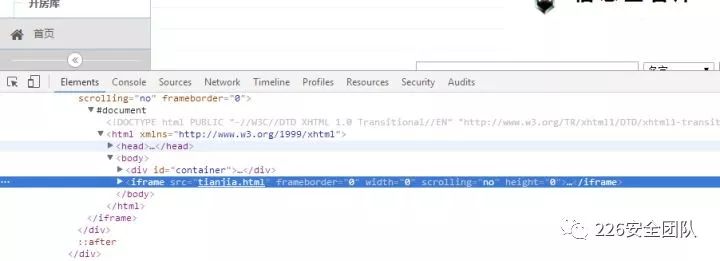 开房库
首页
Elements Console Sources Network Timeline Profiles Resources Security Audits
scrolling="no" frameborder="0">
▼#document
<!DOCTYPE html PUBLIC "-//W3C//DTD XHTML 1.0 Transitional//EN" "http://www.w3.org/TR/xhtml1/DTD/xhtml1-transit
▼<html xmlns="http://www.w3.org/1999/xhtml">
▶<head>…</head>
▼<body>
▶<div id="container">…</div>
… ▶<iframe src="tianjia.html" frameborder="0" width="0" scrolling="no" height="0">…</iframe>
</body>
</html>
</iframe>
</div>
::after
</div>
226安全团队